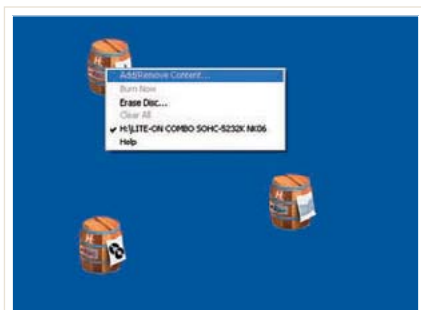 Add/Remove Content...
Burn Now
Erase Disc...
Clear All
H:\LITE-ON COMBO SOHC-5232K NK06
Help
H
H
H